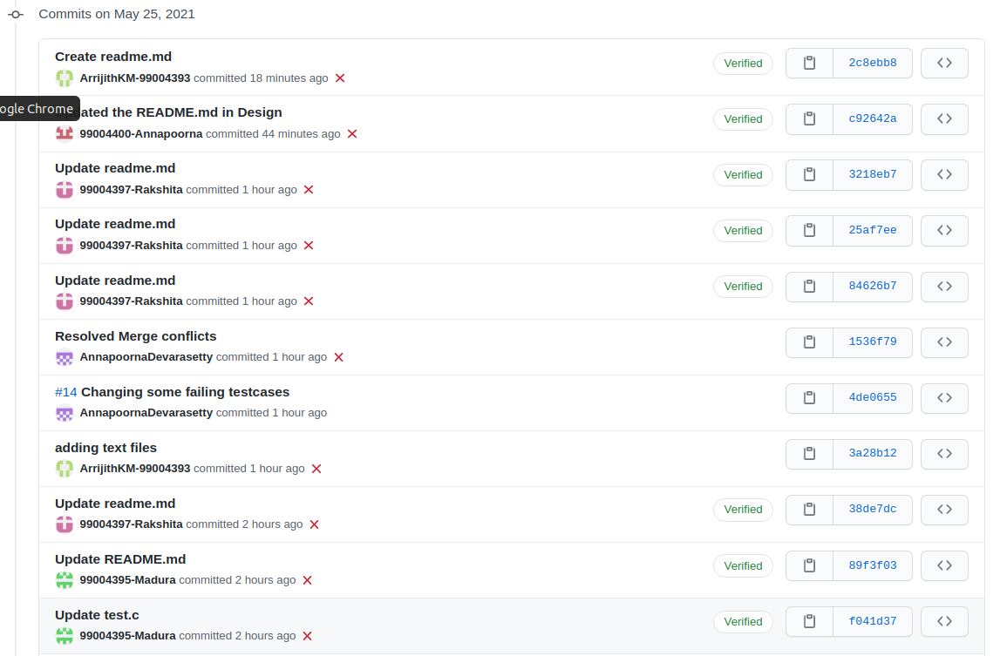 Commits on May 25, 2021
Create readme.md
Verified
2c8ebb8
ArrijithKM-99004393 committed 18 minutes ago
ogle Chrome
ated the README.md in Design
Verified
c92642a
99004400-Annapoorna committed 44 minutes ago
Update readme.md
Verified
3218eb7
99004397-Rakshita committed 1 hour ago
Update readme.md
Verified
25af7ee
99004397-Rakshita committed 1 hour ago
Update readme.md
Verified
84626b7
99004397-Rakshita committed 1 hour ago
Resolved Merge conflicts
1536f79
AnnapoornaDevarasetty committed 1 hour ago
#14 Changing some failing testcases
4de0655
AnnapoornaDevarasetty committed 1 hour ago
adding text files
3a28b12
ArrijithKM-99004393 committed 1 hour ago
Update readme.md
Verified
38de7dc
99004397-Rakshita committed 2 hours ago
Update README.md
Verified
89f3f03
99004395-Madura committed 2 hours ago
Update test.c
Verified
f041d37
99004395-Madura committed 2 hours ago